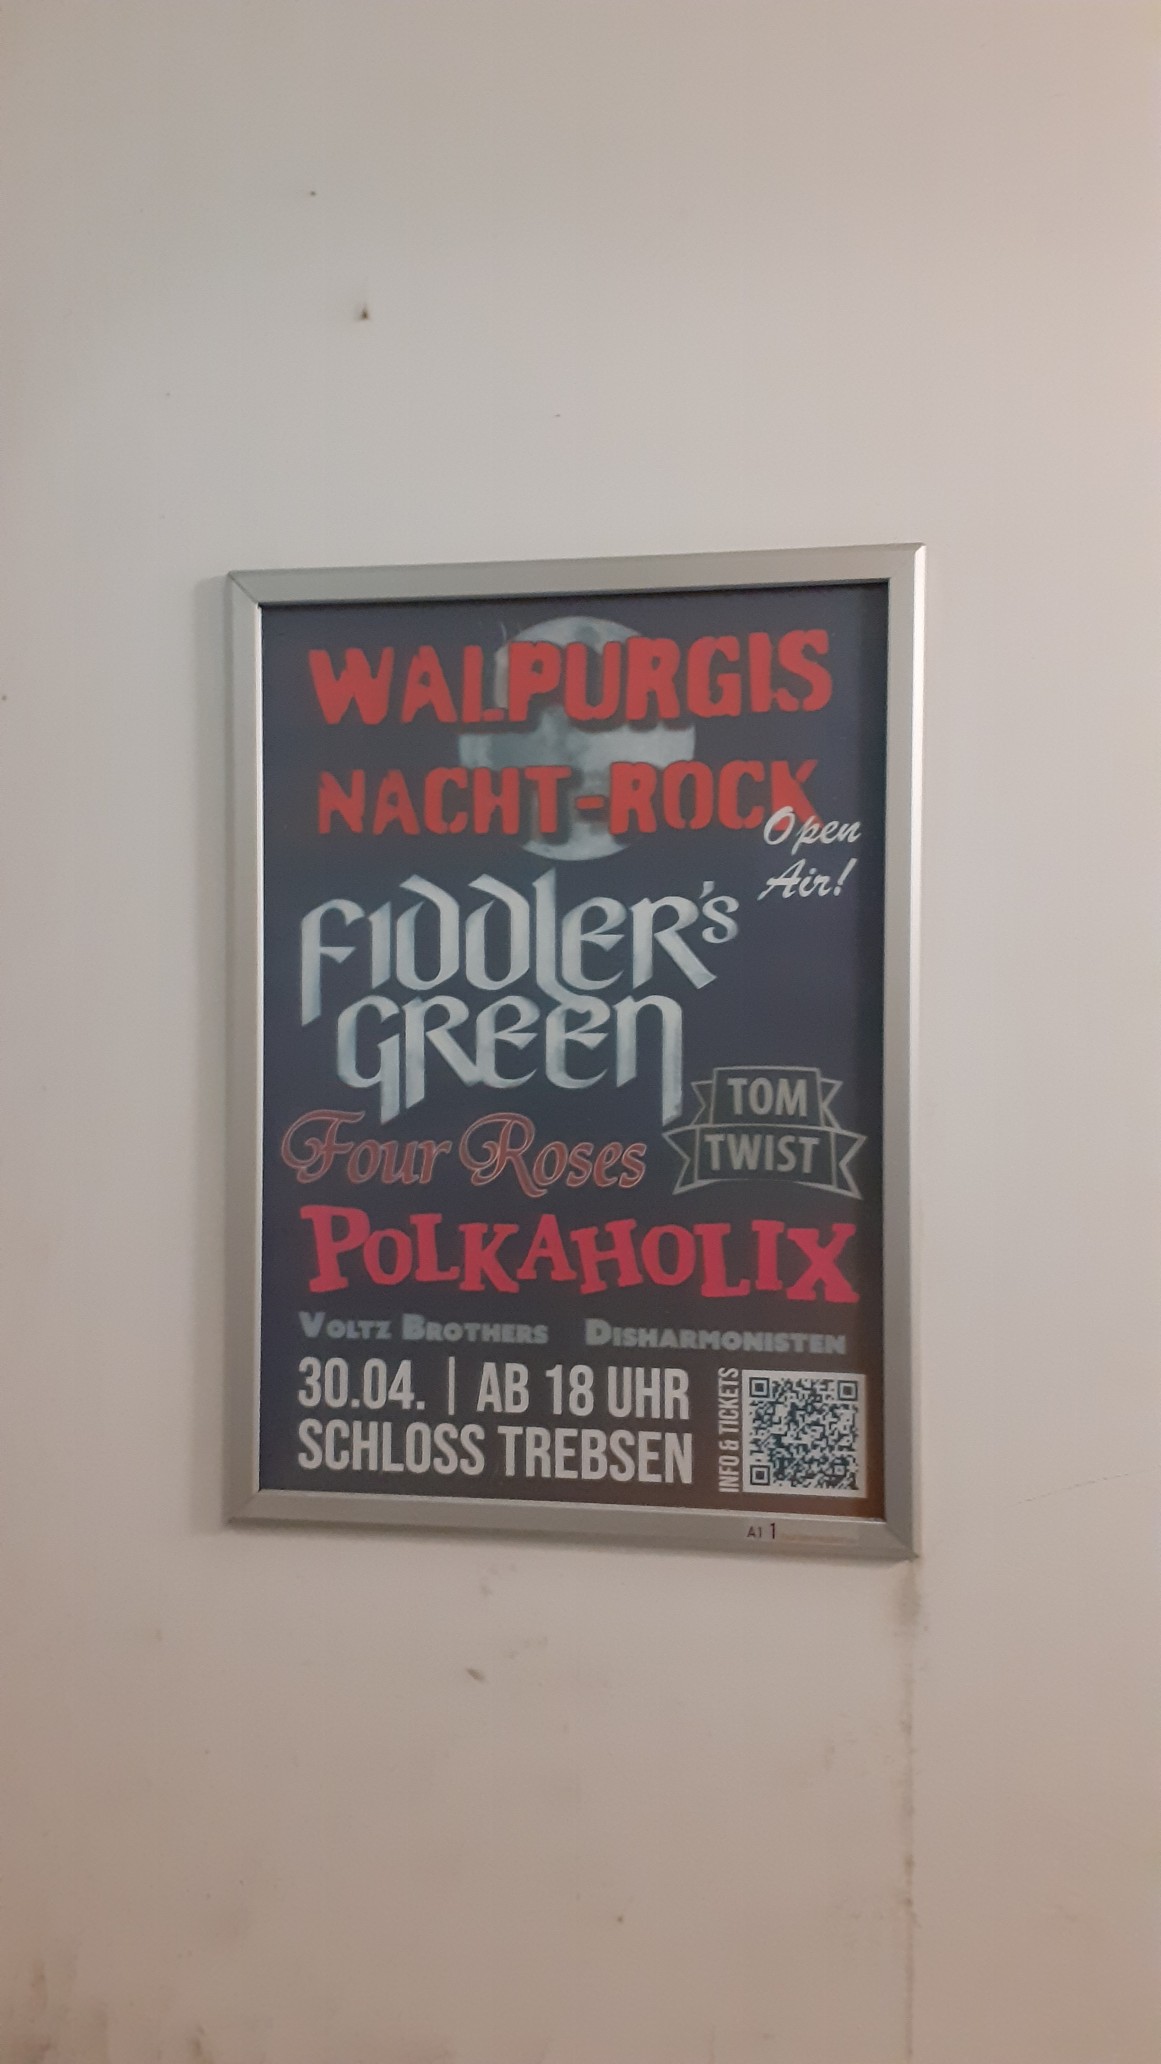 WALPURGIS
NACHT-ROCK
Open
Air!
FIDDLER'S
GREEN
TOM
TWIST
Four Roses
POLKAHOLIX
VOLTZ BROTHERS DISHARMONISTEN
30.04. | AB 18 UHR
SCHLOSS TREBSEN
INFO & TICKETS
A1 1